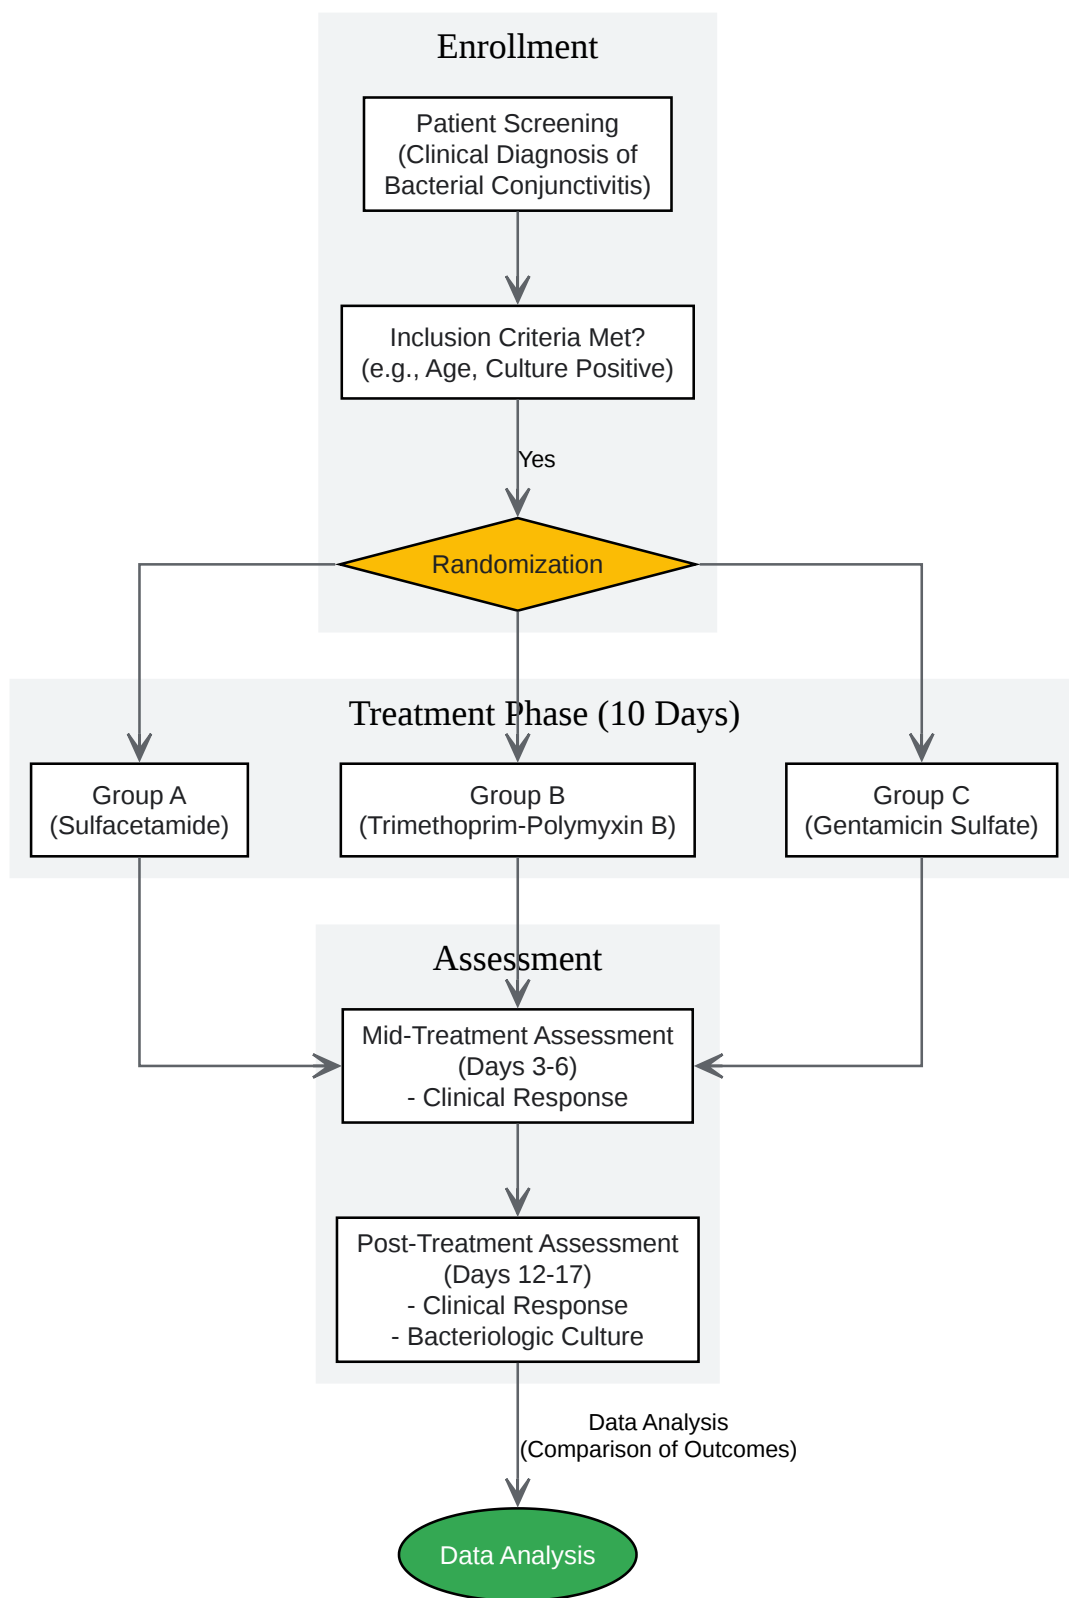 Enrollment
Patient Screening
(Clinical Diagnosis of
Bacterial Conjunctivitis)
Inclusion Criteria Met?
(e.g., Age, Culture Positive)
Yes
Randomization
Treatment Phase (10 Days)
Group A
(Sulfacetamide)
Group B
(Trimethoprim-Polymyxin B)
Group C
(Gentamicin Sulfate)
Assessment
Mid-Treatment Assessment
(Days 3-6)
- Clinical Response
Post-Treatment Assessment
(Days 12-17)
- Clinical Response
- Bacteriologic Culture
Data Analysis
(Comparison of Outcomes)
Data Analysis